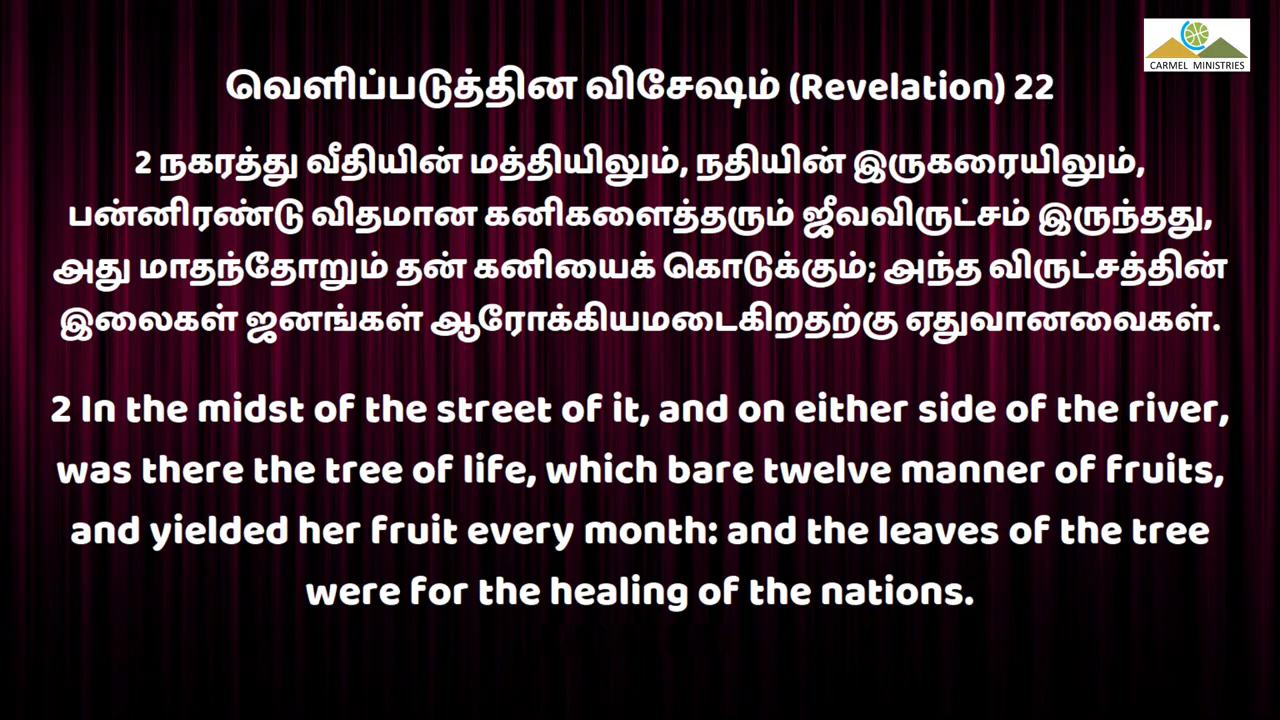 CARMEL MINISTRIES
வெளிப்படுத்தின விசேஷம் (Revelation) 22
2 நகரத்து வீதியின் மத்தியிலும், நதியின் இருகரையிலும்,
பன்னிரண்டு விதமான கனிகளைத்தரும் ஜீவவிருட்சம் இருந்தது,
அது மாதந்தோறும் தன் கனியைக் கொடுக்கும்; அந்த விருட்சத்தின்
இலைகள் ஜனங்கள் ஆரோக்கியமடைகிறதற்கு ஏதுவானவைகள்.
2 In the midst of the street of it, and on either side of the river,
was there the tree of life, which bare twelve manner of fruits,
and yielded her fruit every month: and the leaves of the tree
were for the healing of the nations.